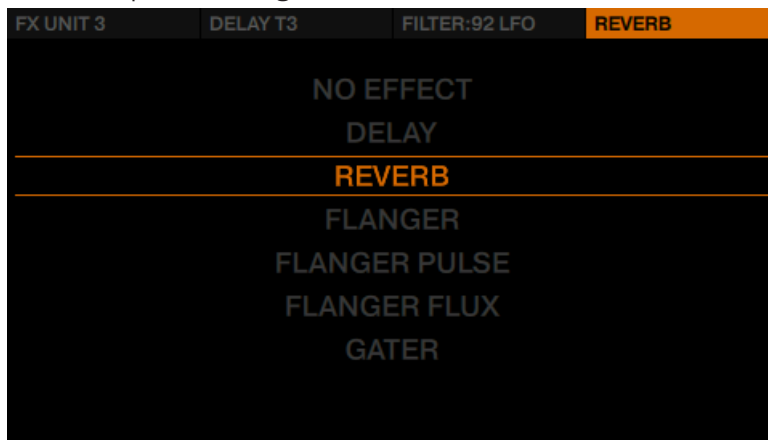 FX UNIT 3 DELAY T3 FILTER:92 LFO REVERB
NO EFFECT
DELAY
REVERB
FLANGER
FLANGER PULSE
FLANGER FLUX
GATER